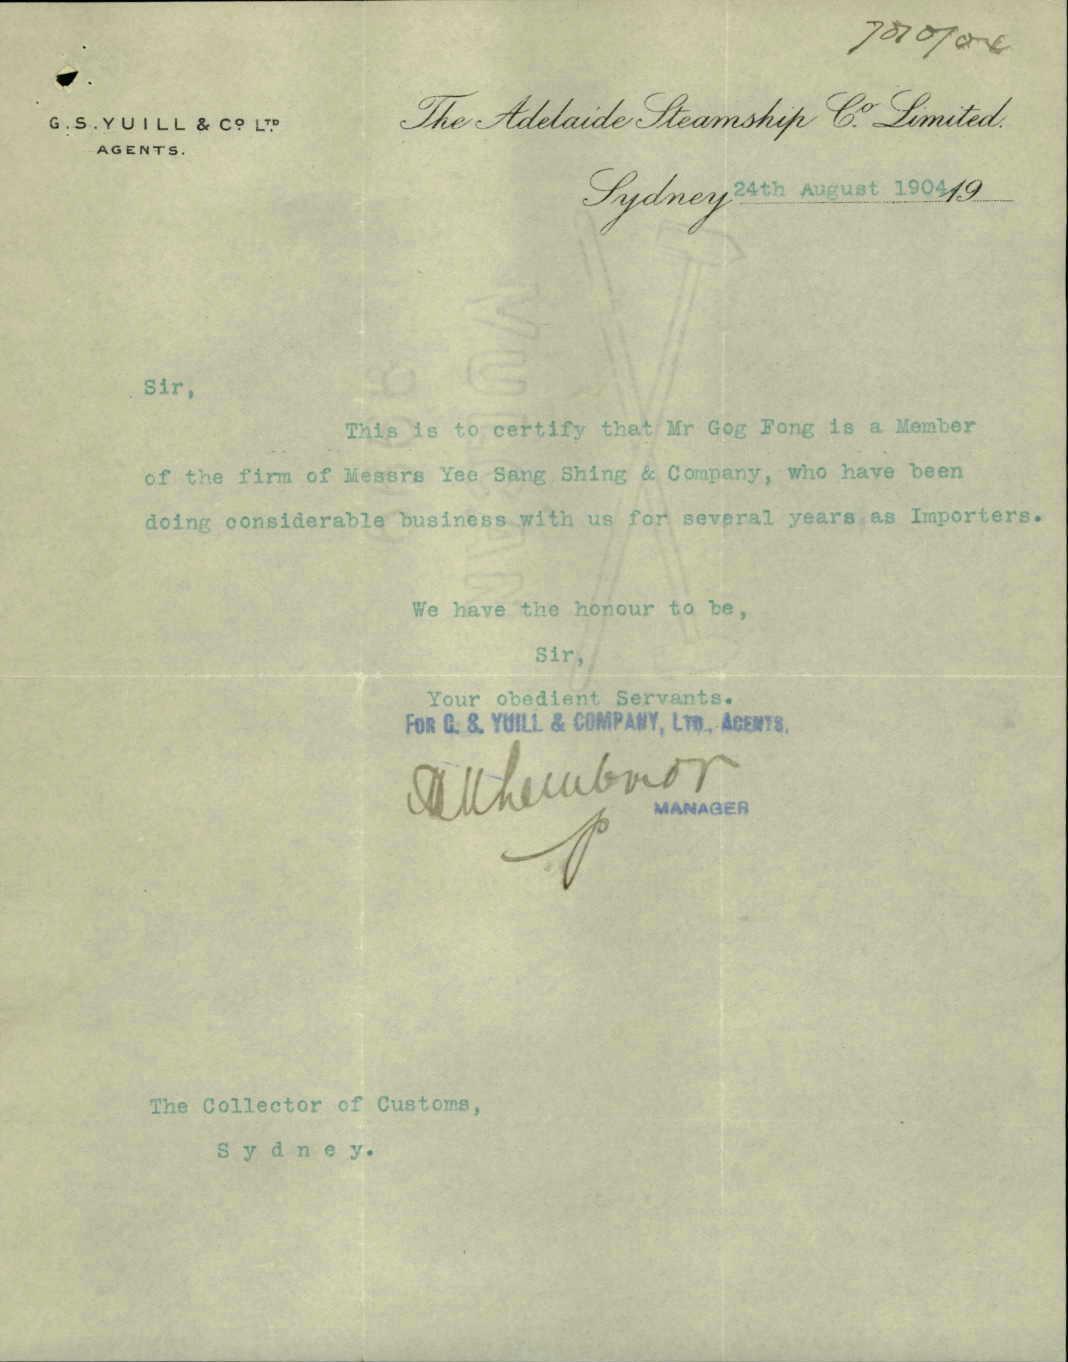 G.S.YUILL & Co LTD
AGENTS.
The Adelaide Steamship Co. Limited.
Sydney 24th August 1904 19
Sir,
This is to certify that Mr Gog Fong is a Member
of the firm of Messrs Yee Sang Shing & Company, who have been
doing considerable business with us for several years as Importers.
We have the honour to be,
Sir,
Your obedient Servants.
FOR G. S. YUILL & COMPANY, LTD., AGENTS.
MANAGER
The Collector of Customs,
Sydney.